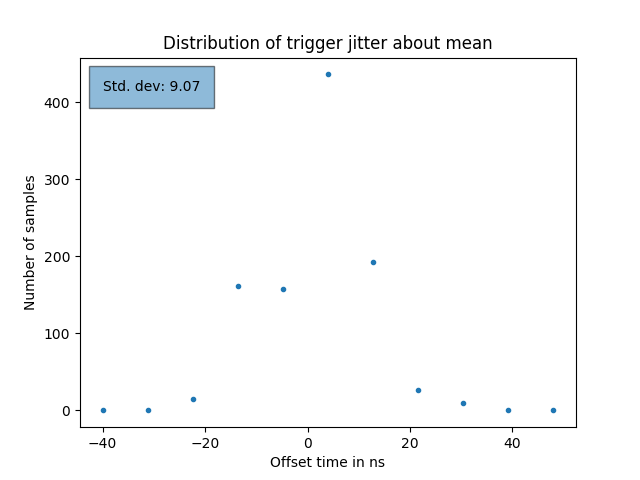 Distribution of trigger jitter about mean
Std. dev: 9.07
Number of samples
400
300
200
100
0
−40
−20
0
20
40
Offset time in ns